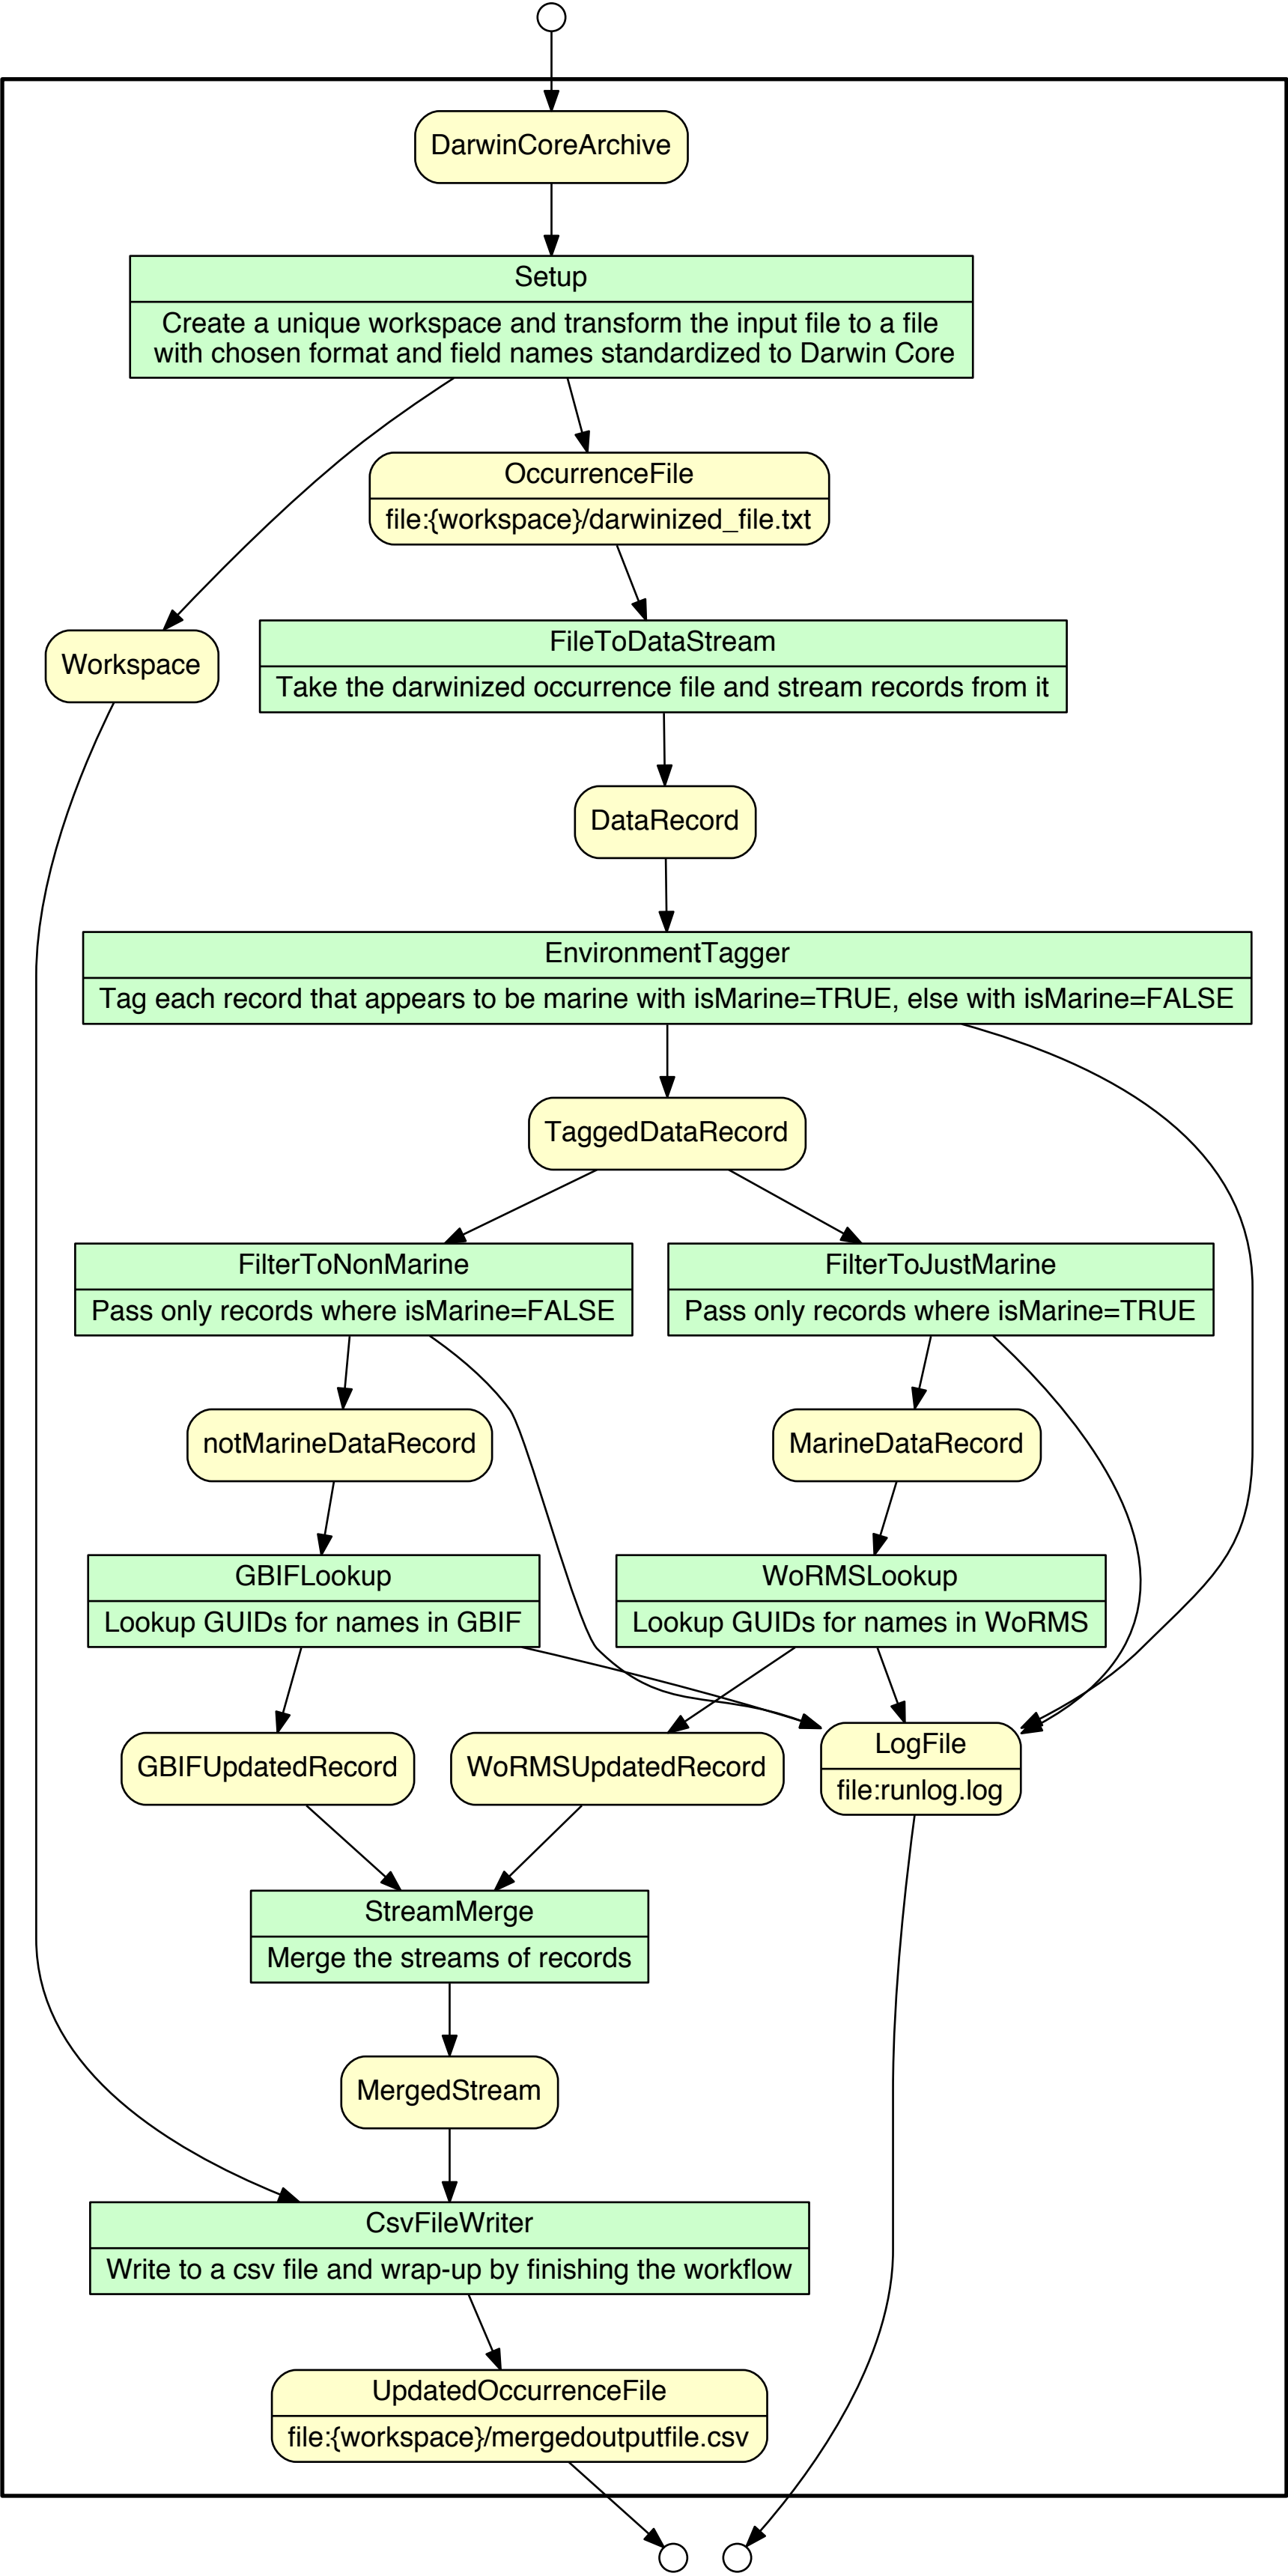 DarwinCoreArchive
Setup
Create a unique workspace and transform the input file to a file
with chosen format and field names standardized to Darwin Core
OccurrenceFile
file:{workspace}/darwinized_file.txt
Workspace
FileToDataStream
Take the darwinized occurrence file and stream records from it
DataRecord
EnvironmentTagger
Tag each record that appears to be marine with isMarine=TRUE, else with isMarine=FALSE
TaggedDataRecord
FilterToNonMarine
Pass only records where isMarine=FALSE
FilterToJustMarine
Pass only records where isMarine=TRUE
notMarineDataRecord
MarineDataRecord
GBIFLookup
Lookup GUIDs for names in GBIF
WoRMSLookup
Lookup GUIDs for names in WoRMS
GBIFUpdatedRecord
WoRMSUpdatedRecord
LogFile
file:runlog.log
StreamMerge
Merge the streams of records
MergedStream
CsvFileWriter
Write to a csv file and wrap-up by finishing the workflow
UpdatedOccurrenceFile
file:{workspace}/mergedoutputfile.csv